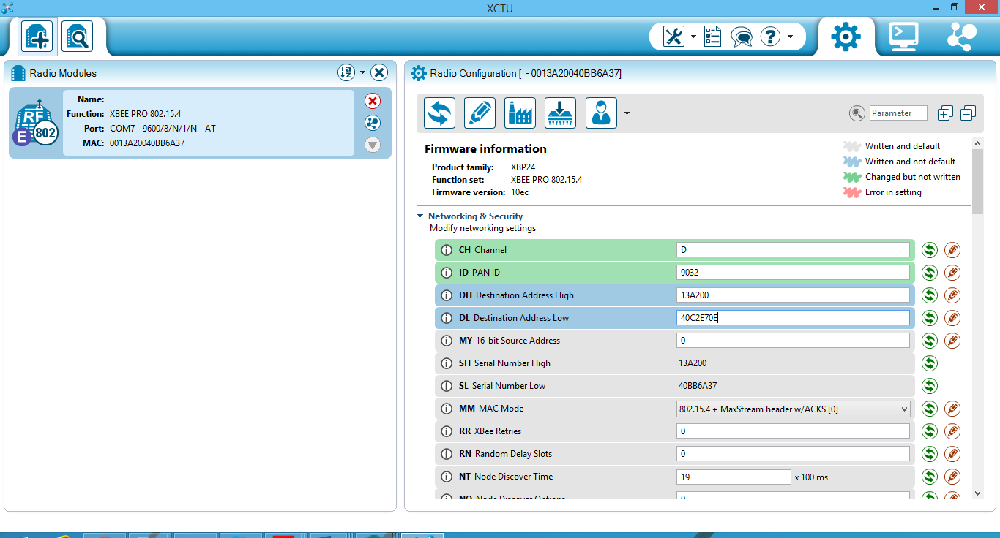 XCTU
Radio Modules
Name:
Function: XBEE PRO 802.15.4
Port: COM7 - 9600/8/N/1/N - AT
MAC: 0013A20040BB6A37
RF
E
802
Radio Configuration [  - 0013A20040BB6A37]
Parameter
Firmware information
Product family: XBP24
Function set: XBEE PRO 802.15.4
Firmware version: 10ec
Written and default
Written and not default
Changed but not written
Error in setting
Networking & Security
Modify networking settings
CH Channel D
ID PAN ID 9032
DH Destination Address High 13A200
DL Destination Address Low 40C2E70E
MY 16-bit Source Address 0
SH Serial Number High 13A200
SL Serial Number Low 40BB6A37
MM MAC Mode 802.15.4 + MaxStream header w/ACKS [0]
RR XBee Retries 0
RN Random Delay Slots 0
NT Node Discover Time 19 x 100 ms
NO Node Discover Options 0